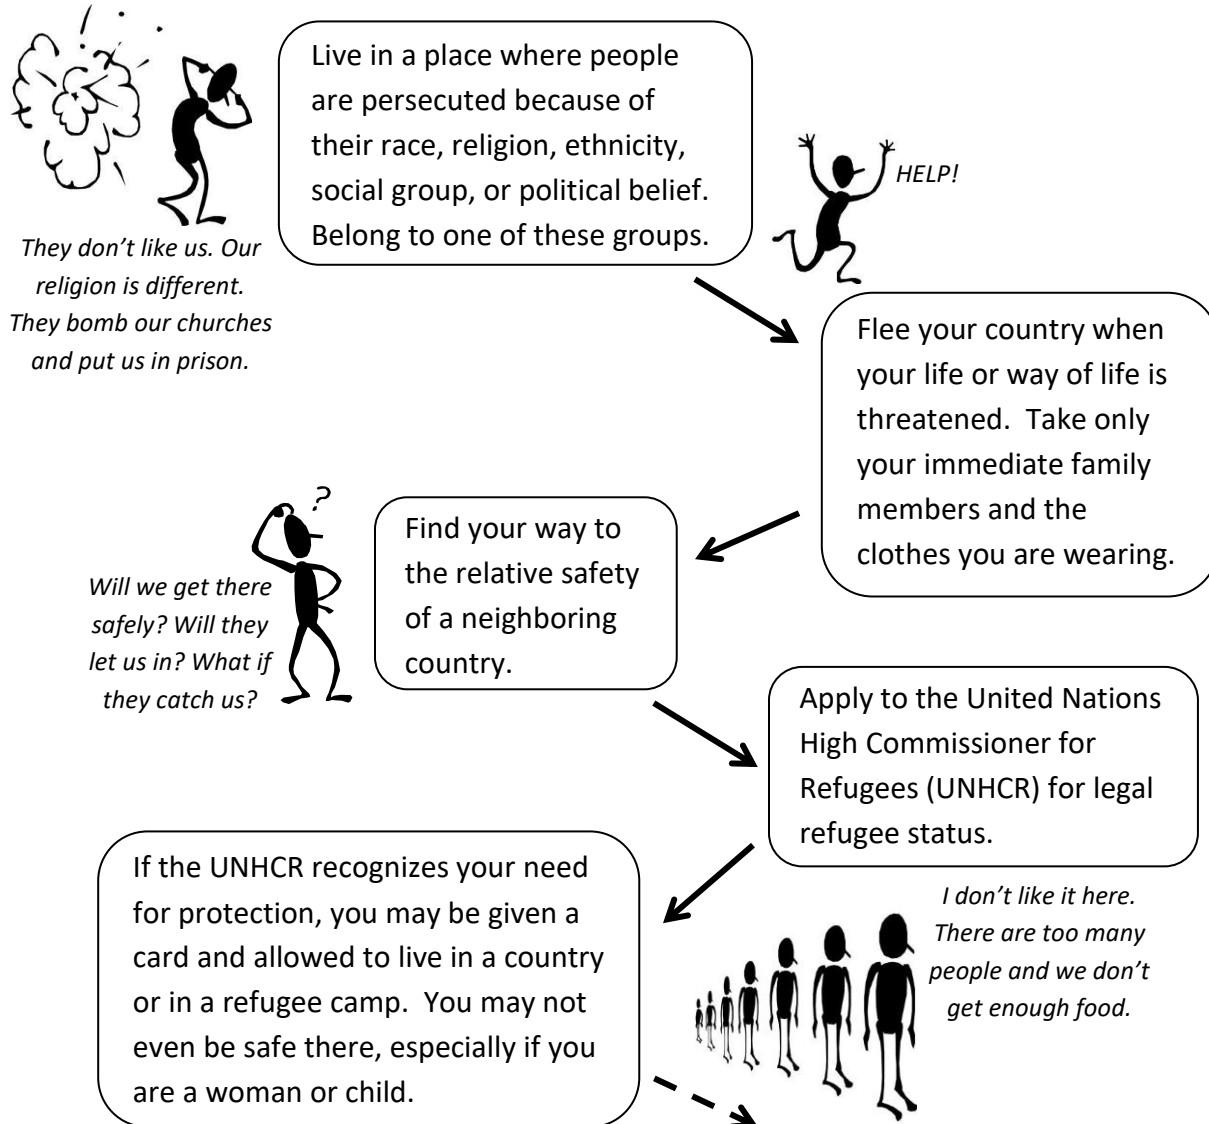 Live in a place where people
are persecuted because of
their race, religion, ethnicity,
social group, or political belief.
Belong to one of these groups.
They don’t like us. Our
religion is different.
They bomb our churches
and put us in prison.
HELP!
Flee your country when
your life or way of life is
threatened.  Take only
your immediate family
members and the
clothes you are wearing.
?
Find your way to
the relative safety
of a neighboring
country.
Will we get there
safely? Will they
let us in? What if
they catch us?
Apply to the United Nations
High Commissioner for
Refugees (UNHCR) for legal
refugee status.
If the UNHCR recognizes your need
for protection, you may be given a
card and allowed to live in a country
or in a refugee camp.  You may not
even be safe there, especially if you
are a woman or child.
I don’t like it here.
There are too many
people and we don’t
get enough food.